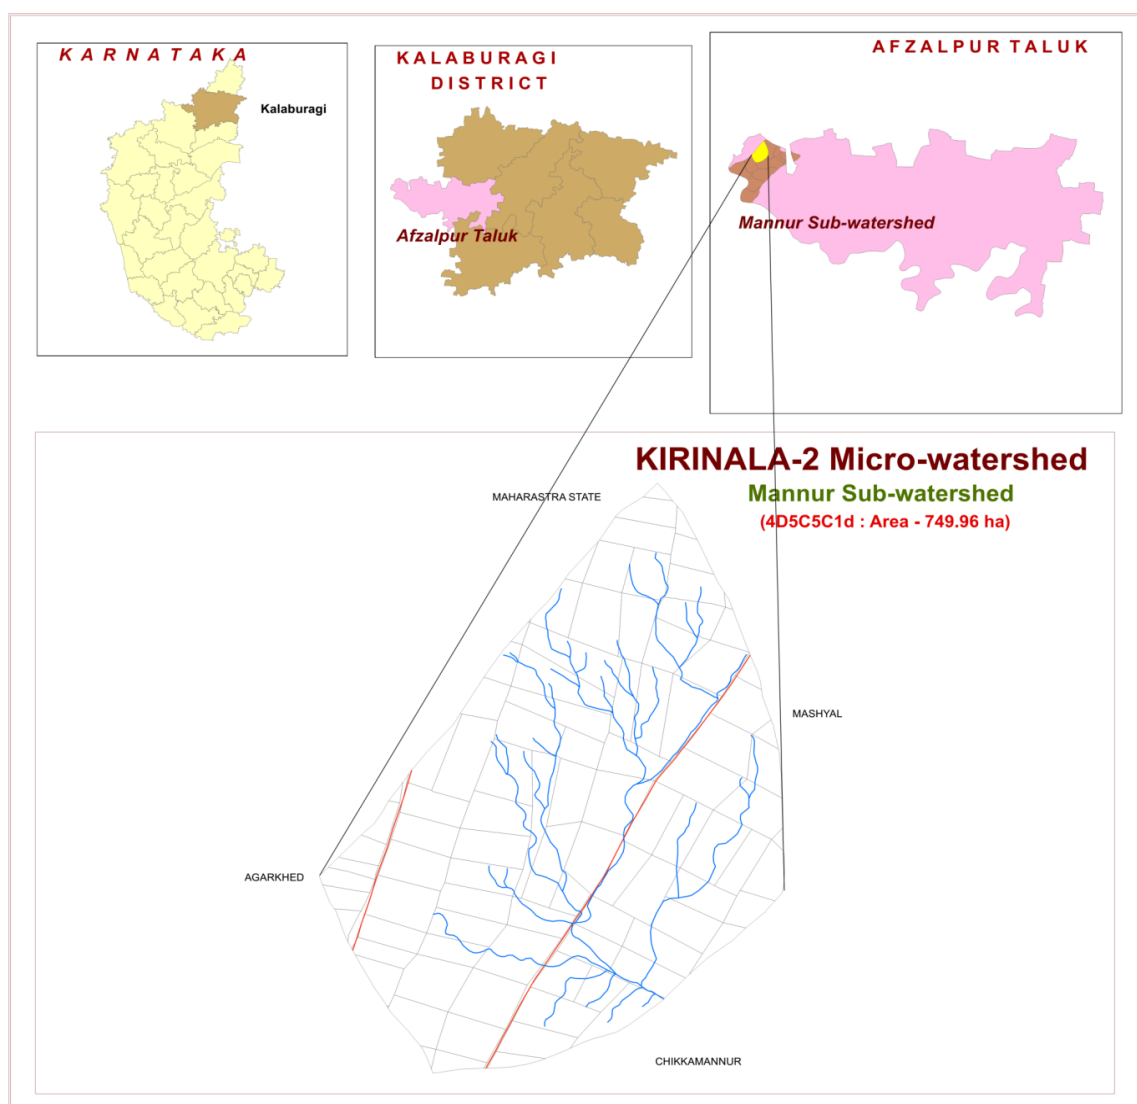 KARNATAKA
Kalaburagi
KALABURAGI
DISTRICT
Afzalpur Taluk
AFZALPUR TALUK
Mannur Sub-watershed
KIRINALA-2 Micro-watershed
Mannur Sub-watershed
(4D5C5C1d : Area - 749.96 ha)
MAHARASTRA STATE
MASHYAL
AGARKHED
CHIKKAMANNUR